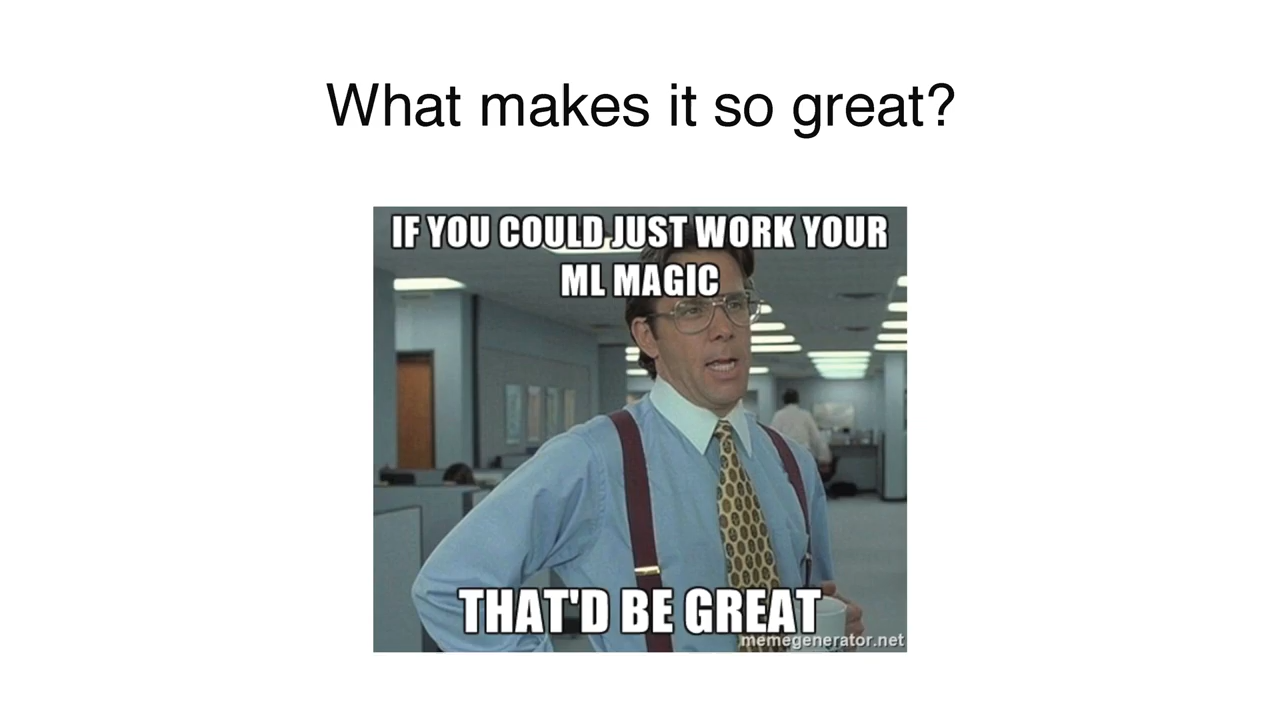 What makes it so great?
IF YOU COULD JUST WORK YOUR
ML MAGIC
THAT'D BE GREAT
memegenerator.net